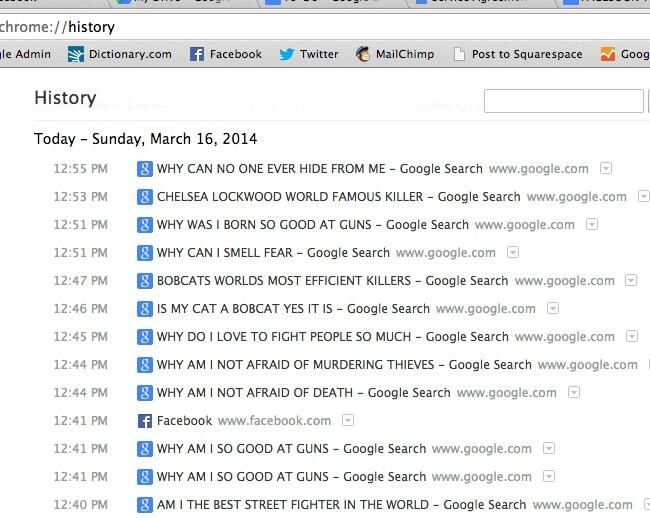 My Drive - Google
chrome://history
gle Admin Dictionary.com Facebook Twitter MailChimp Post to Squarespace Goog
History
Today - Sunday, March 16, 2014
12:55 PM WHY CAN NO ONE EVER HIDE FROM ME - Google Search www.google.com
12:53 PM CHELSEA LOCKWOOD WORLD FAMOUS KILLER - Google Search www.google.com
12:51 PM WHY WAS I BORN SO GOOD AT GUNS - Google Search www.google.com
12:51 PM WHY CAN I SMELL FEAR - Google Search www.google.com
12:47 PM BOBCATS WORLDS MOST EFFICIENT KILLERS - Google Search www.google.com
12:46 PM IS MY CAT A BOBCAT YES IT IS - Google Search www.google.com
12:45 PM WHY DO I LOVE TO FIGHT PEOPLE SO MUCH - Google Search www.google.com
12:44 PM WHY AM I NOT AFRAID OF MURDERING THIEVES - Google Search www.google.com
12:44 PM WHY AM I NOT AFRAID OF DEATH - Google Search www.google.com
12:41 PM Facebook www.facebook.com
12:41 PM WHY AM I SO GOOD AT GUNS - Google Search www.google.com
12:41 PM WHY AM I SO GOOD AT GUNS - Google Search www.google.com
12:40 PM AM I THE BEST STREET FIGHTER IN THE WORLD - Google Search www.google.com